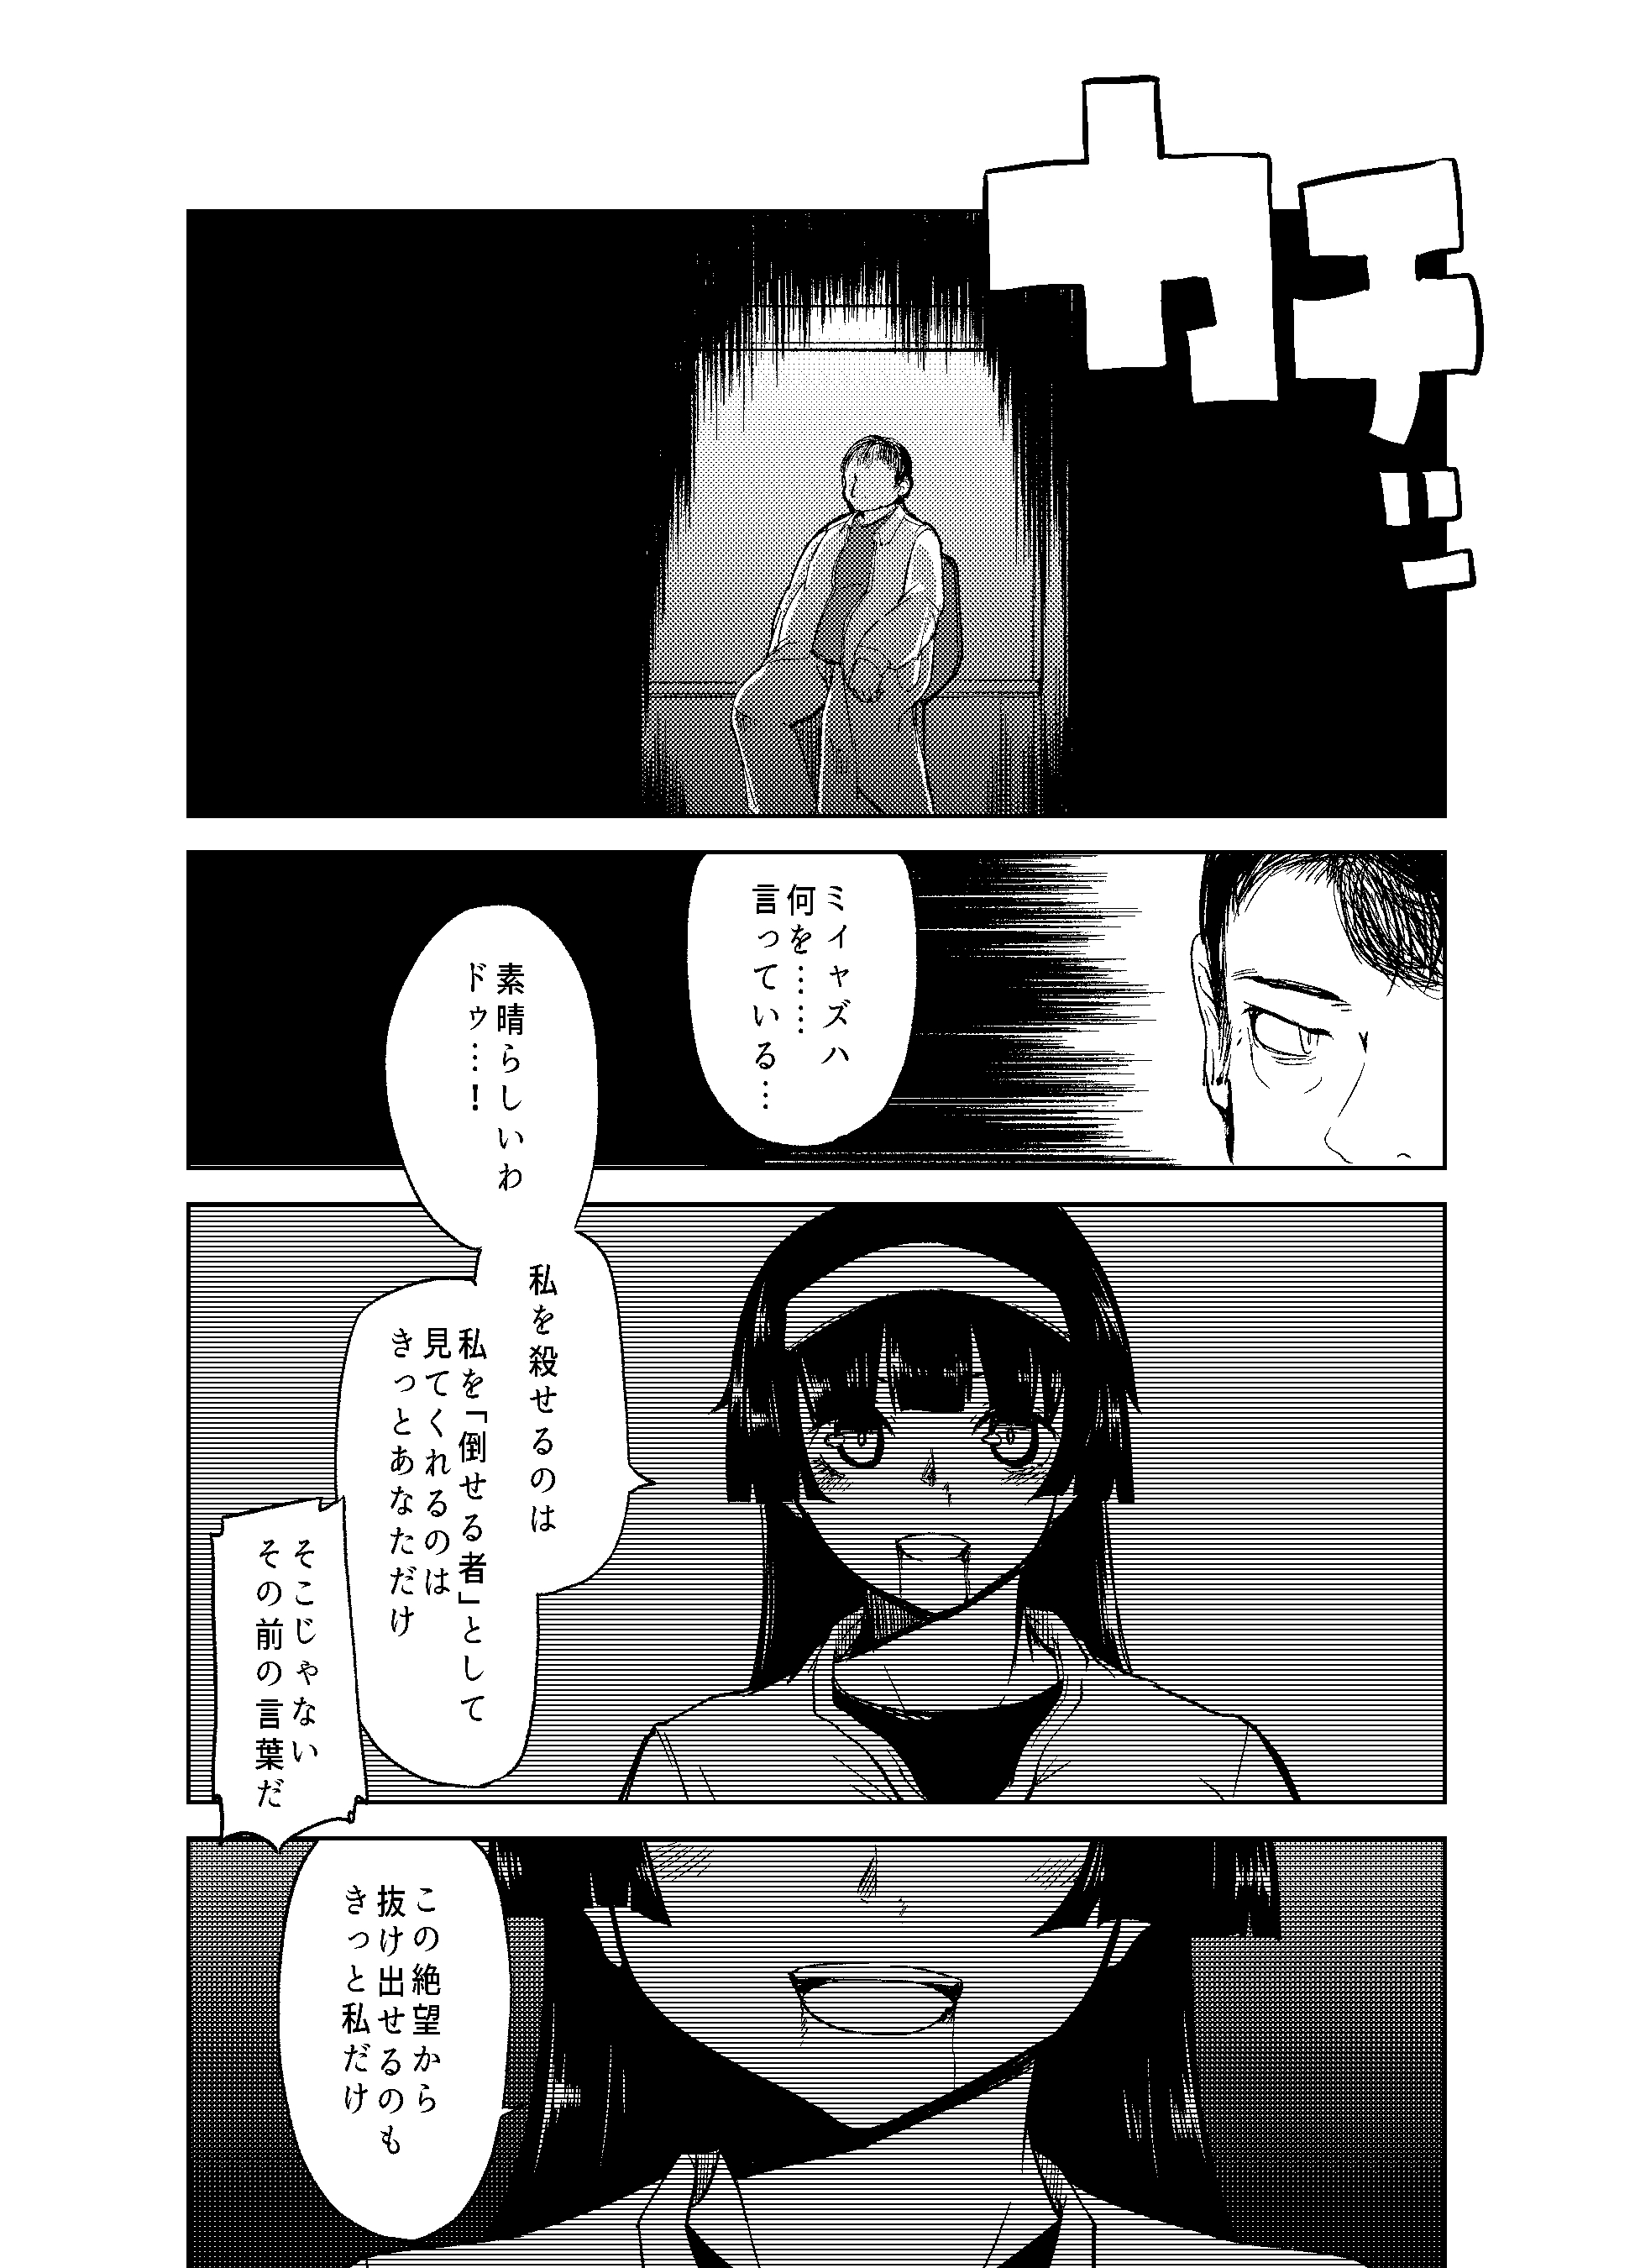 カチッ
ミィャズハ
何を……
言っている…
素晴らしいわ
ドゥ…！
私を殺せるのは
私を「倒せる者」として
見てくれるのは
きっとあなただけ
そこじゃない
その前の言葉だ
この絶望から
抜け出せるのも
きっと私だけ